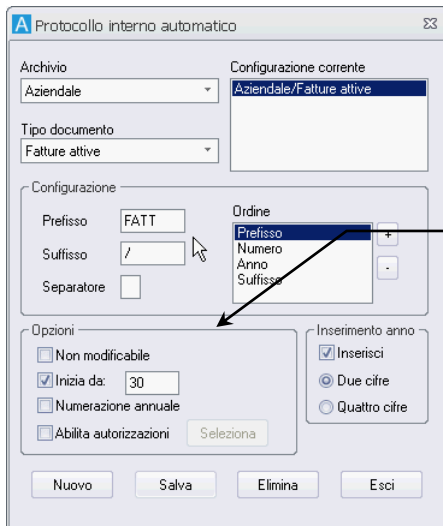 A Protocollo interno automatico
Archivio
Aziendale
Configurazione corrente
Aziendale/Fatture attive
Tipo documento
Fatture attive
Configurazione
Prefisso FATT
Suffisso /
Separatore
Ordine
Prefisso
Numero
Anno
Suffisso
+
-
Opzioni
Non modificabile
Inizia da: 30
Numerazione annuale
Abilita autorizzazioni Seleziona
Inserimento anno
Inserisci
Due cifre
Quattro cifre
Nuovo Salva Elimina Esci